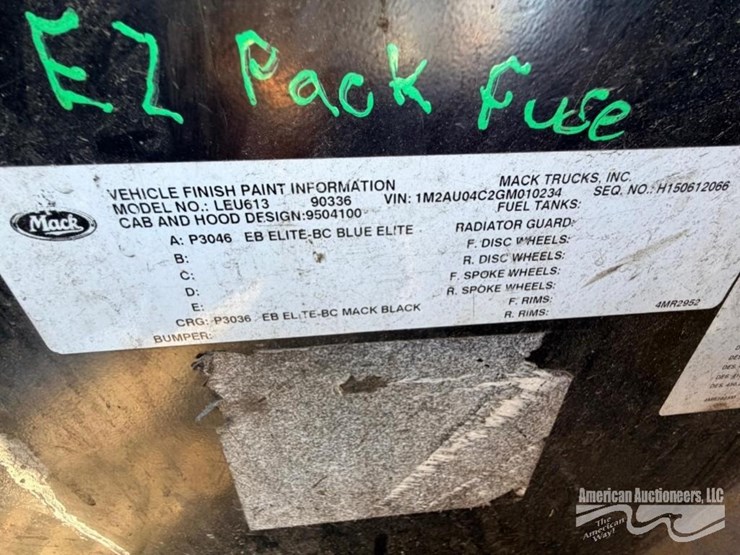 EZ Pack Fuse
Mack
VEHICLE FINISH PAINT INFORMATION MACK TRUCKS, INC.
MODEL NO.: LEU613 90336 VIN: 1M2AU04C2GM010234 SEQ. NO.: H150612066
CAB AND HOOD DESIGN:9504100 FUEL TANKS:
A: P3046 EB ELITE-BC BLUE ELITE RADIATOR GUARD:
B: F. DISC WHEELS:
C: R. DISC WHEELS:
D: F. SPOKE WHEELS:
E: R. SPOKE WHEELS:
CRG: P3036 EB ELITE-BC MACK BLACK F. RIMS: 4MR2952
BUMPER: R. RIMS:
American Auctioneers, LLC
The
American
Way!